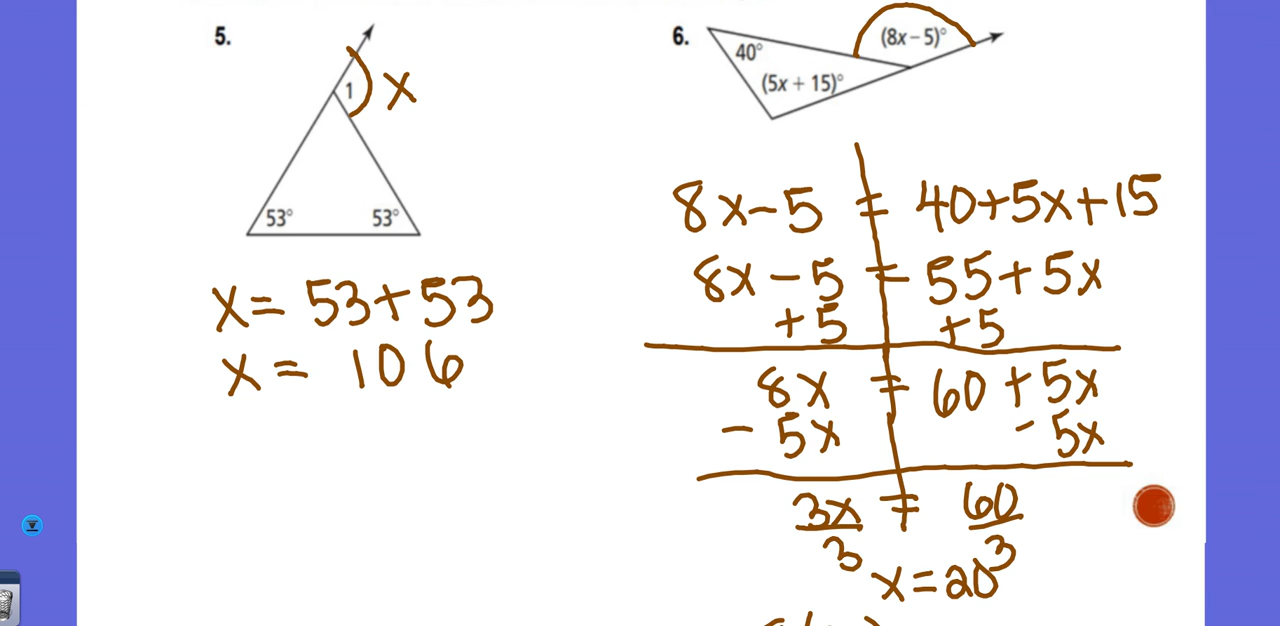 5.
1
x
53°
53°
x = 53+53
x = 106
6.
40°
(8x – 5)°
(5x + 15)°
8x-5 = 40+5x+15
8x - 5 = 55+5x
+5 +5
8x = 60 + 5x
- 5x - 5x
3x = 60
3 3
x=20